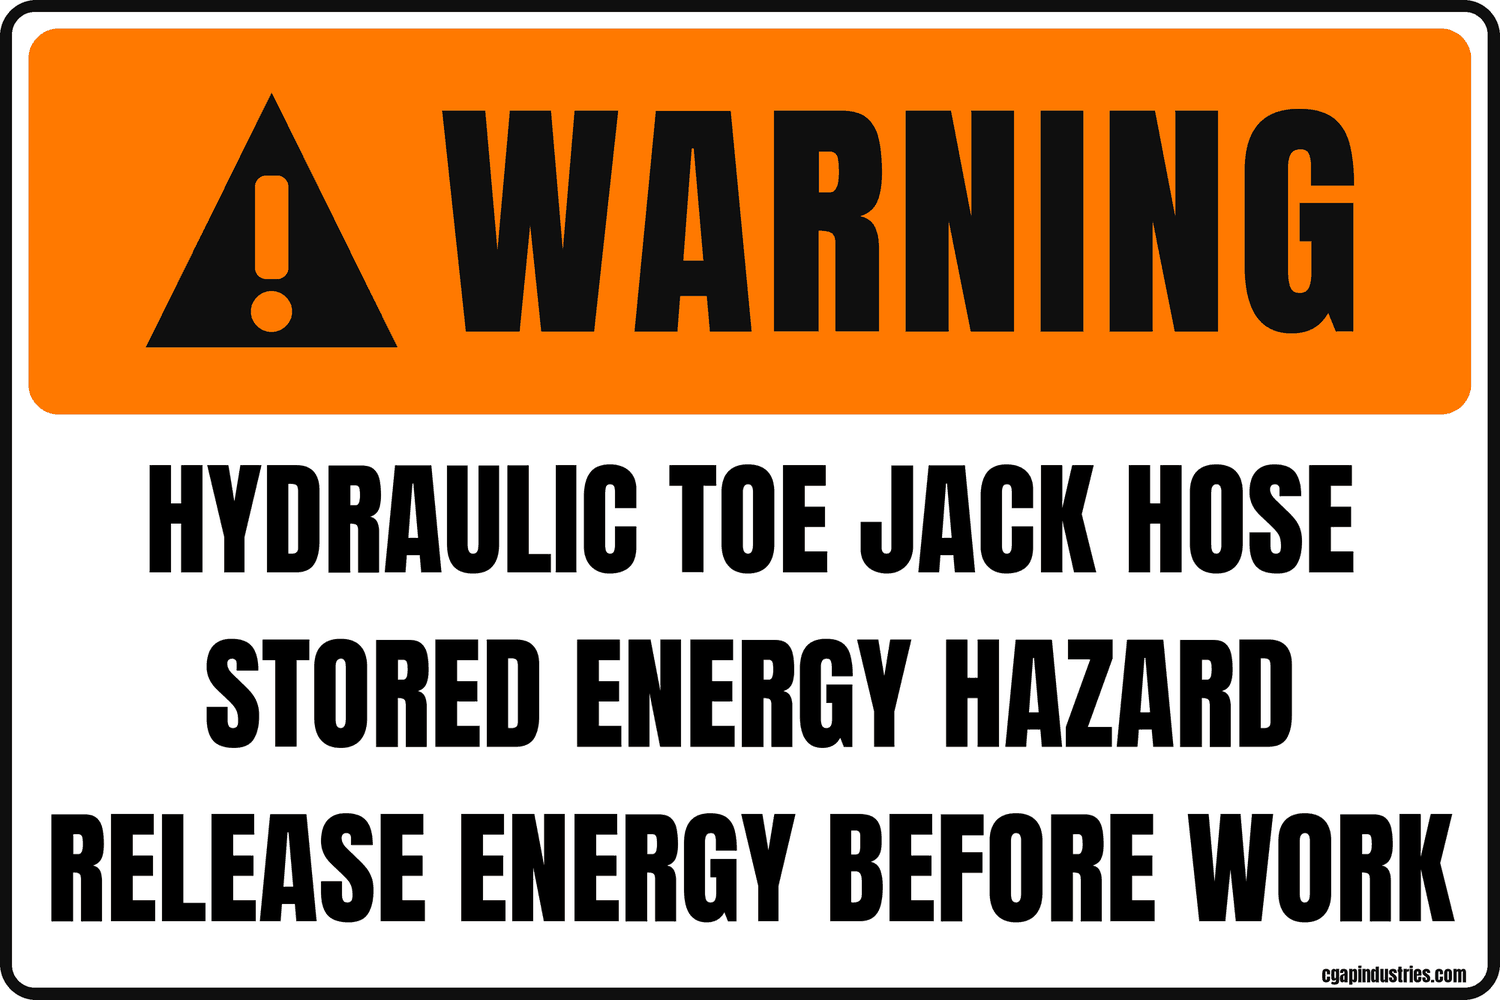 WARNING
HYDRAULIC TOE JACK HOSE
STORED ENERGY HAZARD
RELEASE ENERGY BEFORE WORK
cgapindustries.com